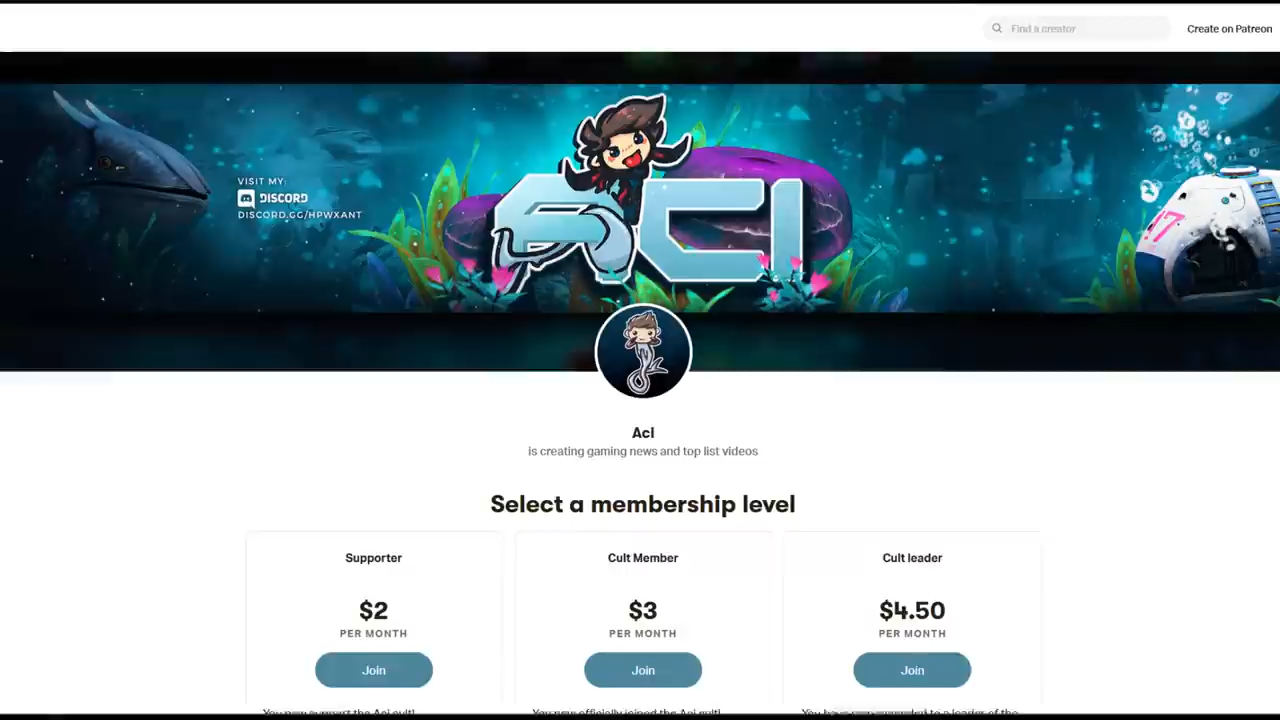 Find a creator
Create on Patreon
VISIT MY:
DISCORD
DISCORD.GG/HPWXANT
ACI
17
Aci
is creating gaming news and top list videos
Select a membership level
Supporter
Cult Member
Cult leader
$2
$3
$4.50
PER MONTH
PER MONTH
PER MONTH
Join
Join
Join